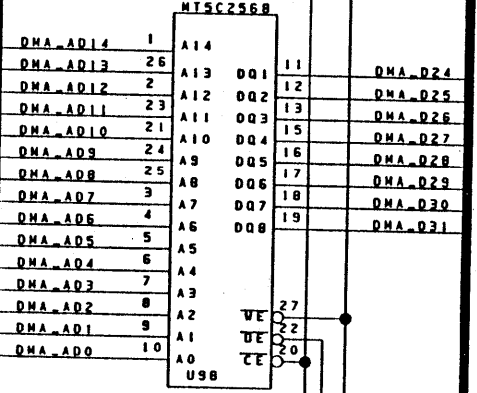 MT5C2568
DMA_AD14 1 A14
DMA_AD13 26 A13 DQ1 11 DMA_D24
DMA_AD12 2 A12 DQ2 12 DMA_D25
DMA_AD11 23 A11 DQ3 13 DMA_D26
DMA_AD10 21 A10 DQ4 15 DMA_D27
DMA_AD9 24 A9 DQ5 16 DMA_D28
DMA_AD8 25 A8 DQ6 17 DMA_D29
DMA_AD7 3 A7 DQ7 18 DMA_D30
DMA_AD6 4 A6 DQ8 19 DMA_D31
DMA_AD5 5 A5
DMA_AD4 6 A4
DMA_AD3 7 A3
DMA_AD2 8 A2 WE 27
DMA_AD1 9 A1 OE 22
DMA_AD0 10 A0 CE 20
U98